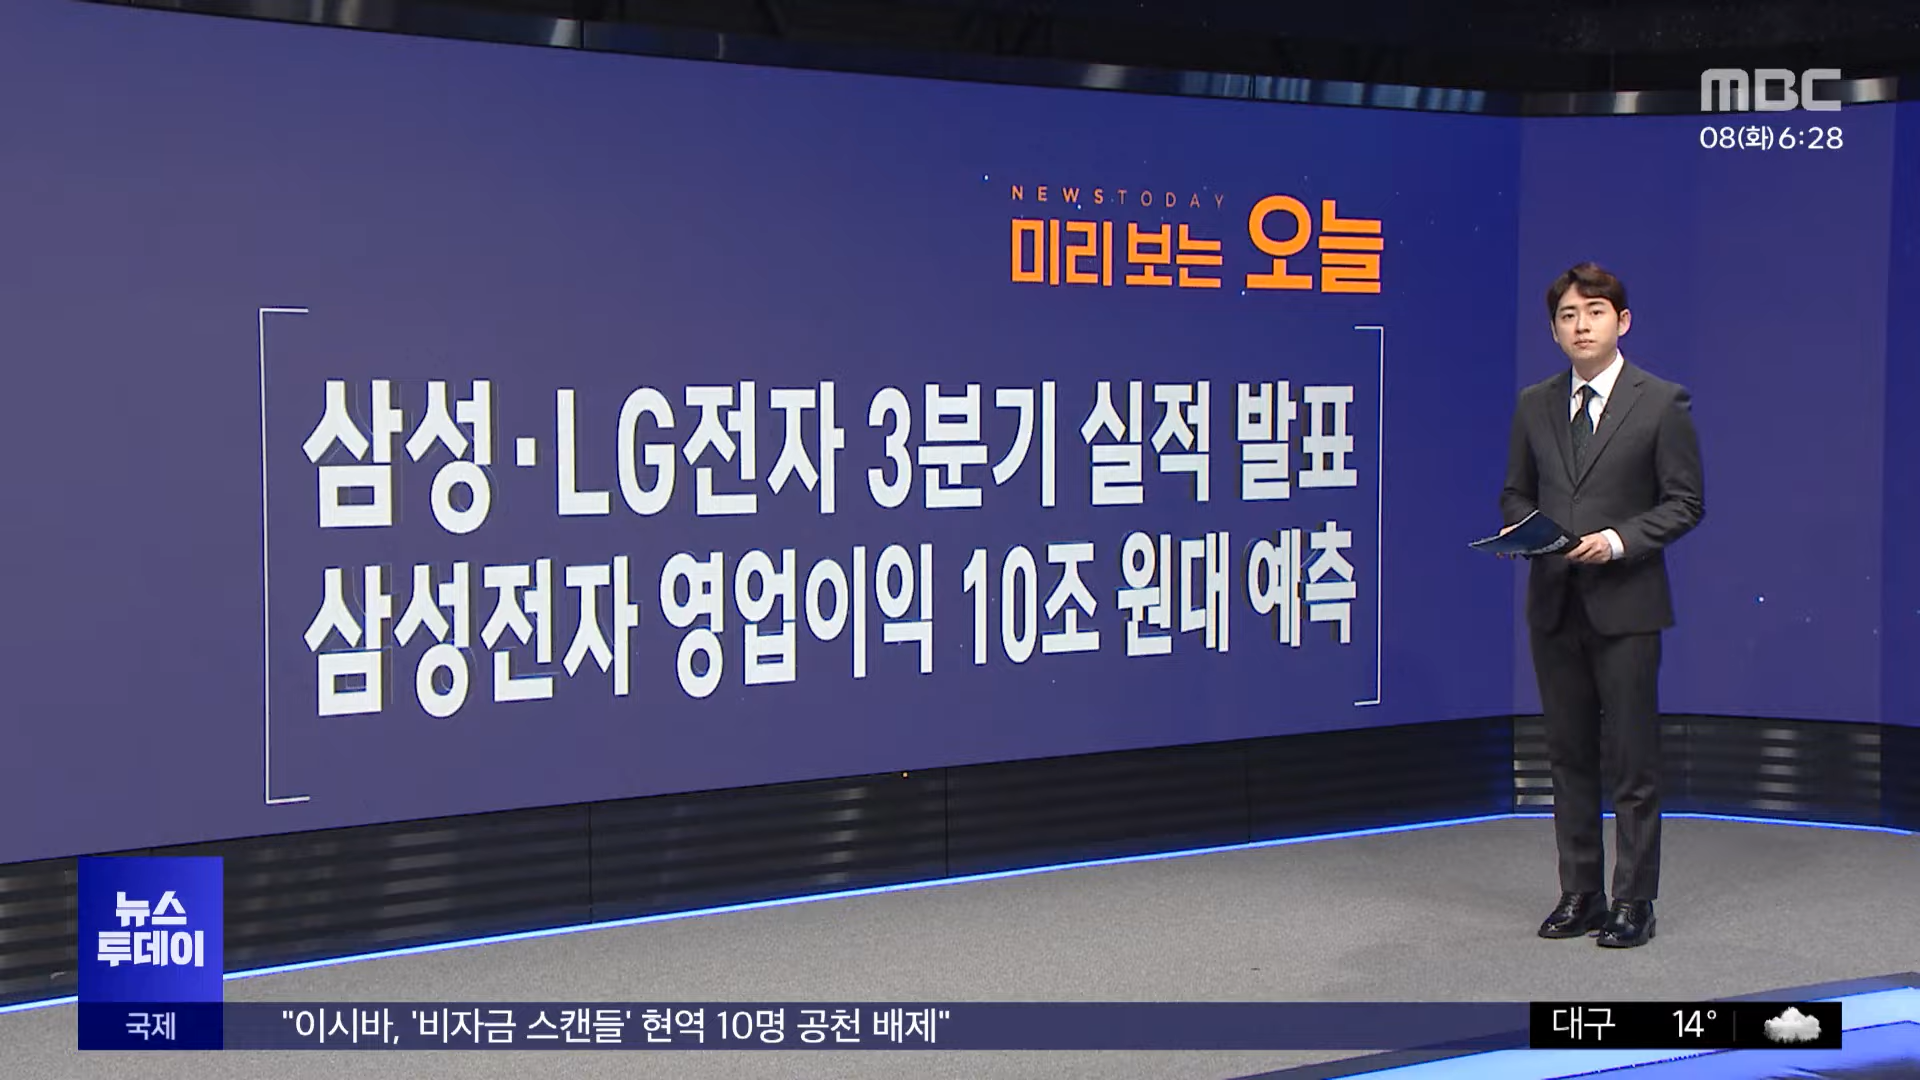 MBC
08(화)6:28
NEWSTODAY
미리 보는 오늘
삼성·LG전자 3분기 실적 발표
삼성전자 영업이익 10조 원대 예측
뉴스
투데이
국제 "이시바, '비자금 스캔들' 현역 10명 공천 배제"
대구 14°